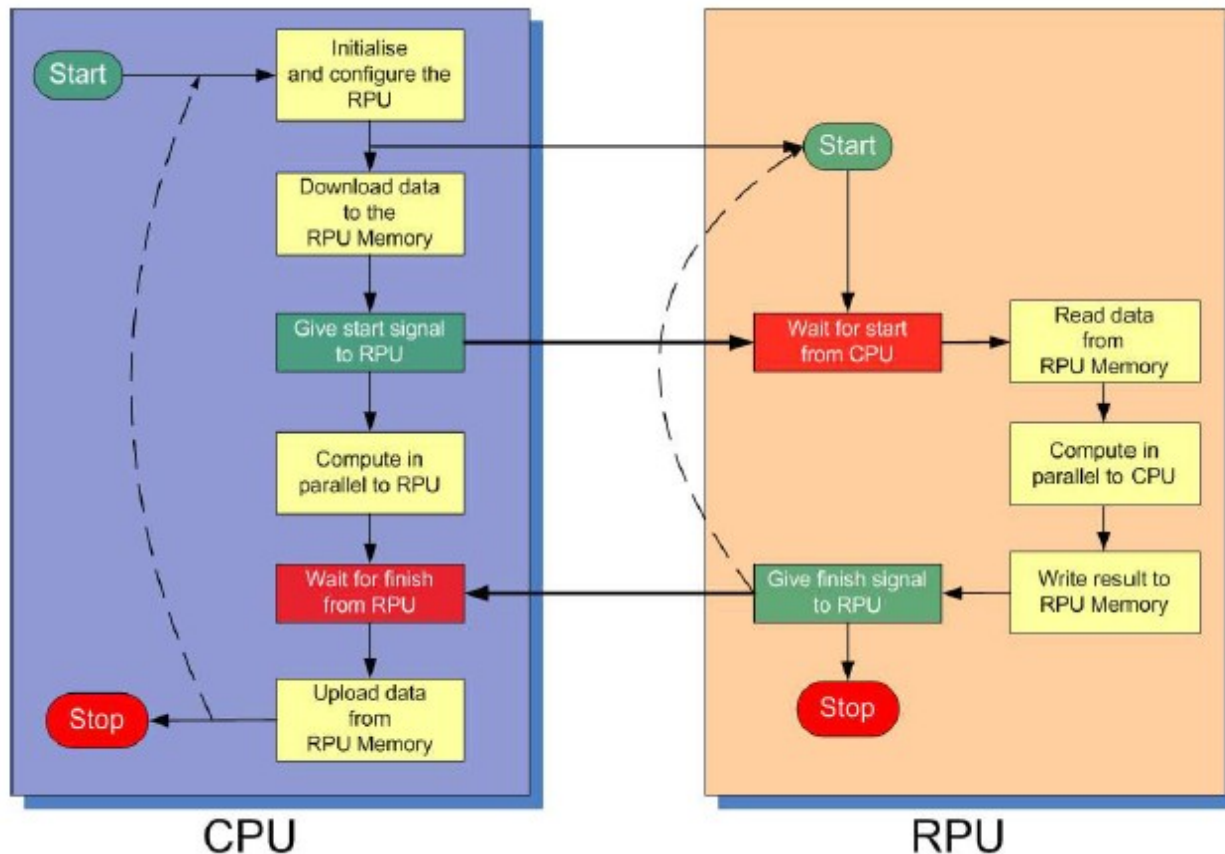 Start
Initialise
and configure the
RPU
Download data
to the
RPU Memory
Give start signal
to RPU
Compute in
parallel to RPU
Wait for finish
from RPU
Upload data
from
RPU Memory
Stop
CPU
Start
Wait for start
from CPU
Read data
from
RPU Memory
Compute in
parallel to CPU
Write result to
RPU Memory
Give finish signal
to RPU
Stop
RPU